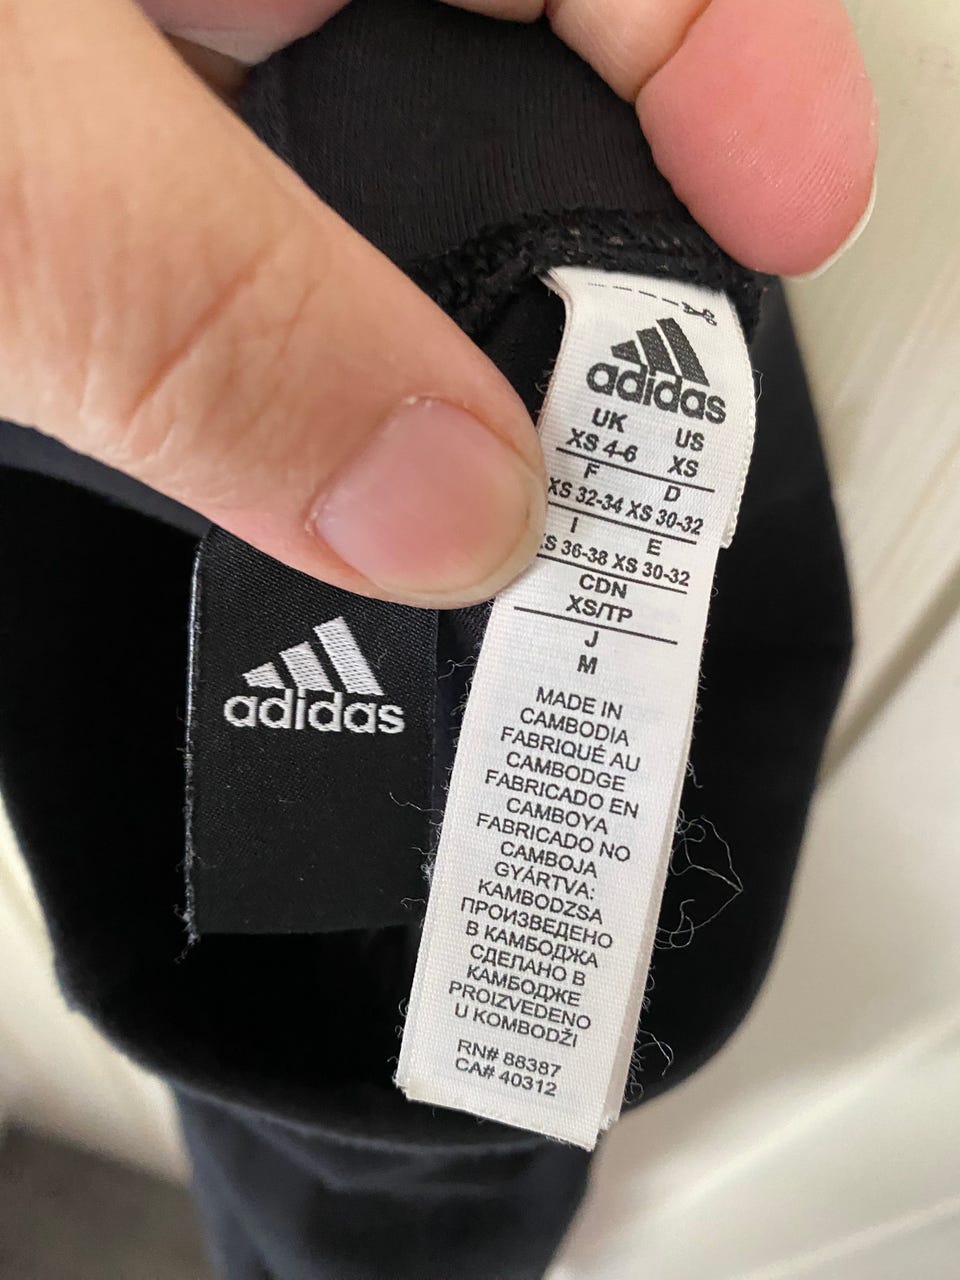 adidas
UK US
XS 4-6 XS
F D
XS 32-34 XS 30-32
I E
S 36-38 XS 30-32
CDN
XS/TP
J
M
MADE IN
CAMBODIA
FABRIQUÉ AU
CAMBODGE
FABRICADO EN
CAMBOYA
FABRICADO NO
CAMBOJA
GYÁRTVA:
KAMBODZSA
ПРОИЗВЕДЕНО
В КАМБОДЖА
СДЕЛАНО В
КАМБОДЖЕ
PROIZVEDENO
U KOMBODŽI
RN# 88387
CA# 40312
adidas